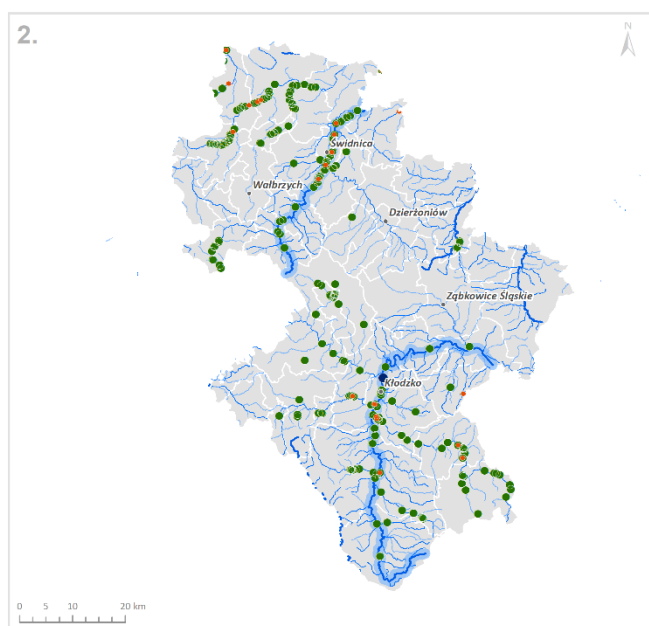 2.
N
Świdnica
Wałbrzych
Dzierżoniów
Ząbkowice Śląskie
Kłodzko
0 5 10 20 km